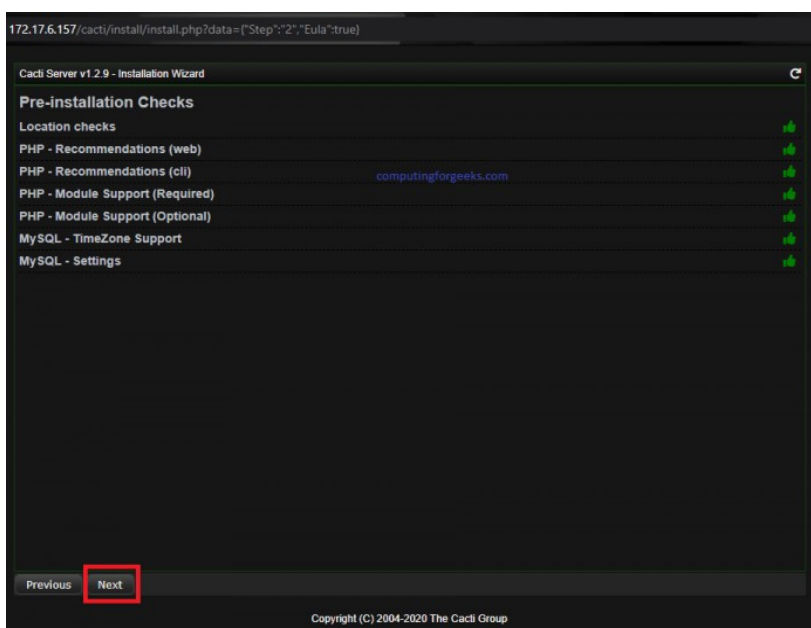 172.17.6.157/cacti/install/install.php?data={"Step":"2","Eula":true}
Cacti Server v1.2.9 - Installation Wizard
Pre-installation Checks
Location checks
PHP - Recommendations (web)
PHP - Recommendations (cli)
computingforgeeks.com
PHP - Module Support (Required)
PHP - Module Support (Optional)
MySQL - TimeZone Support
MySQL - Settings
Previous Next
Copyright (C) 2004-2020 The Cacti Group